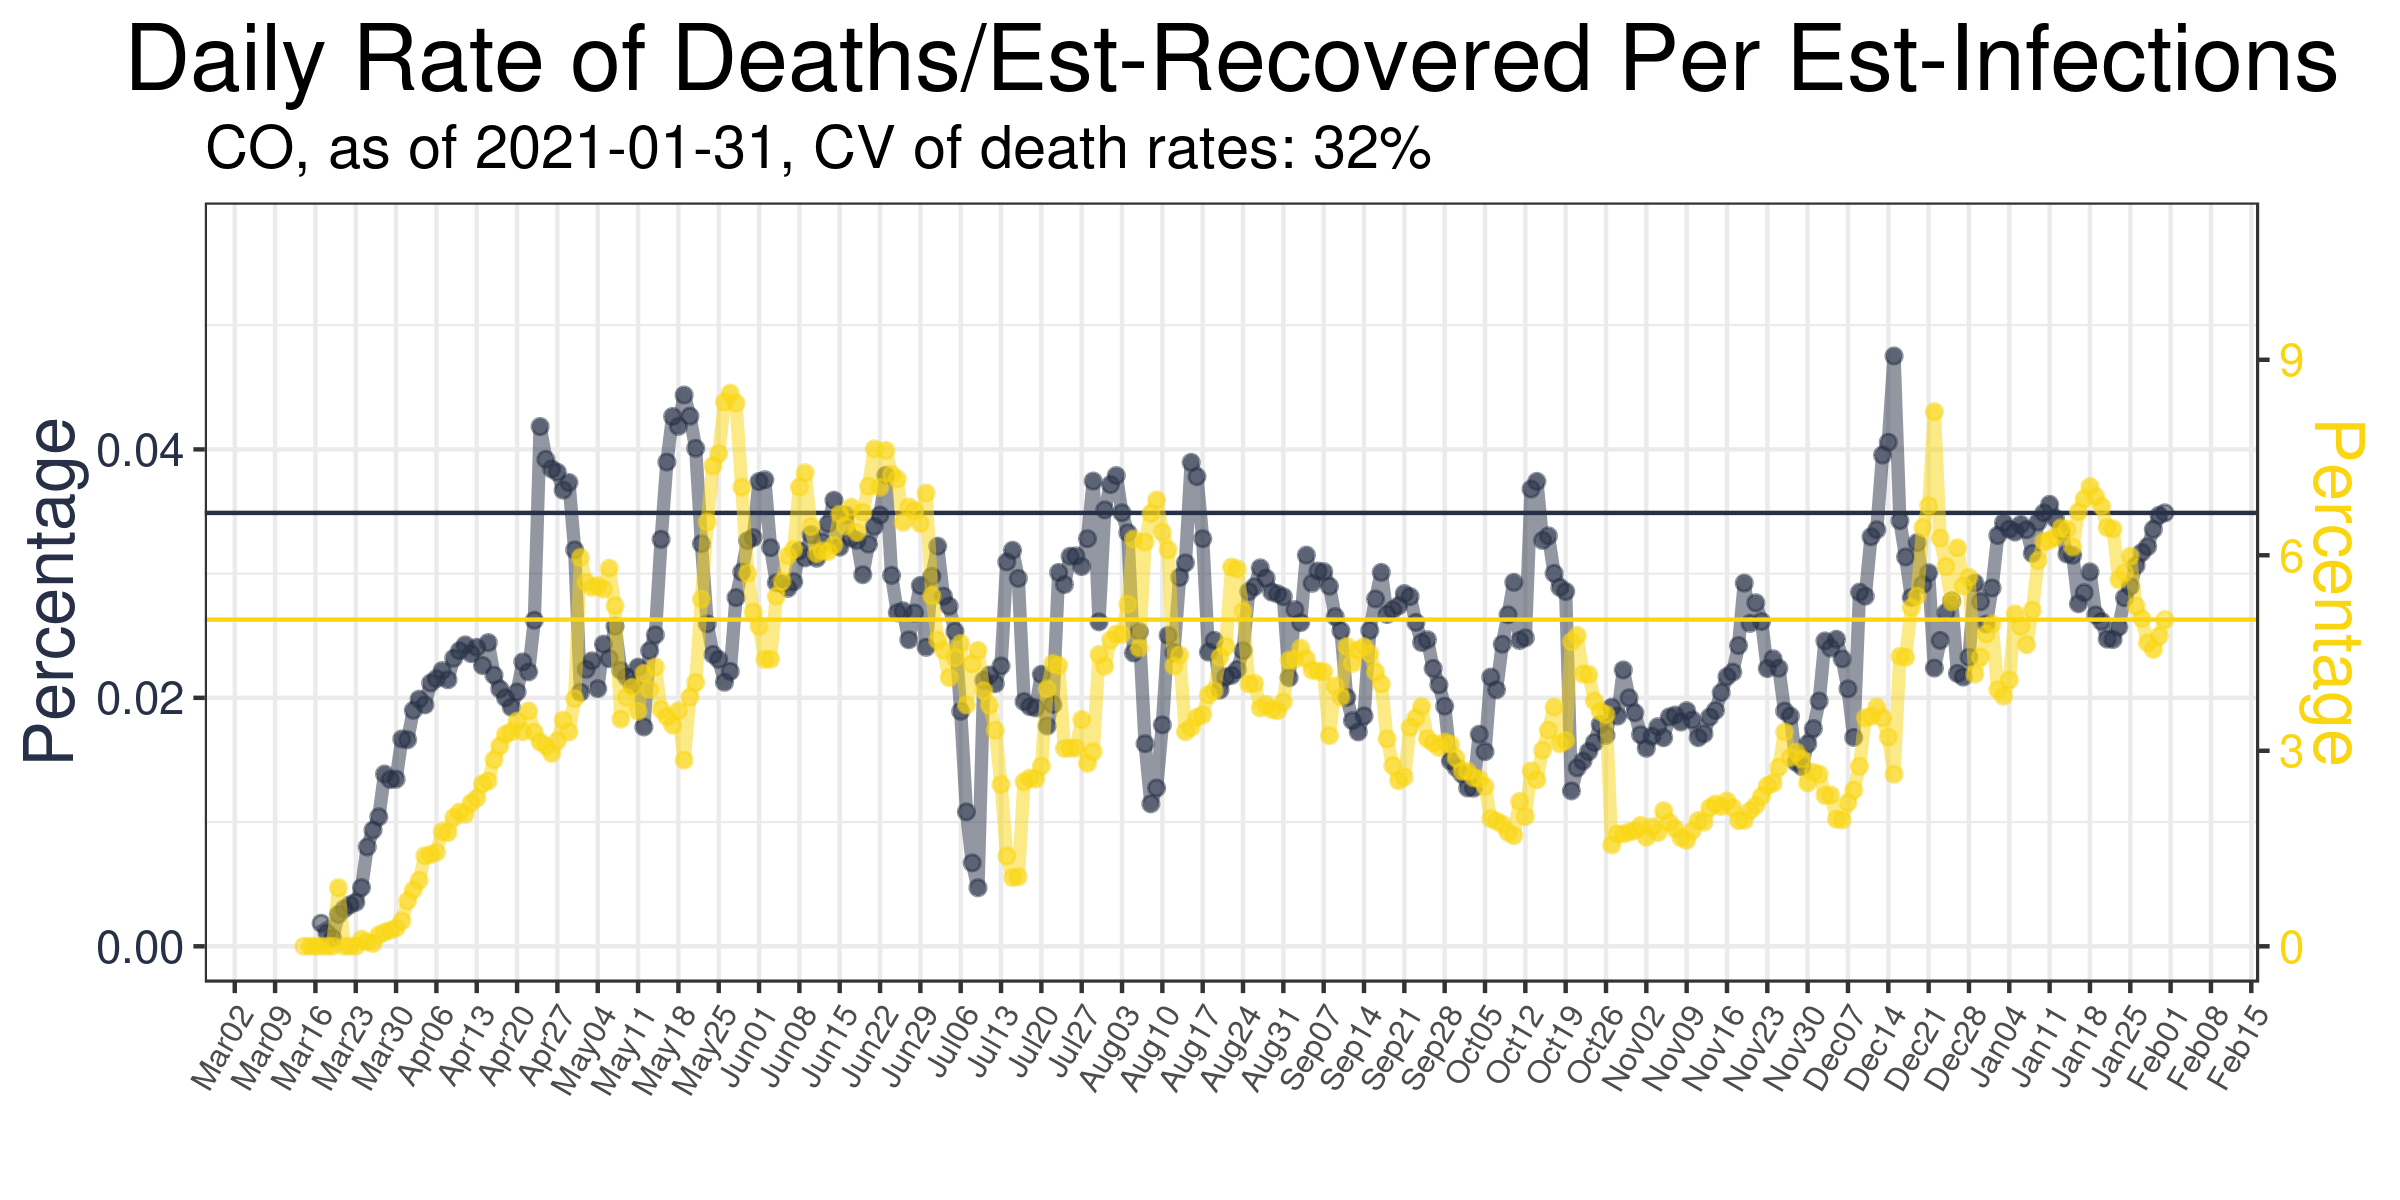 Daily Rate of Deaths/Est-Recovered Per Est-Infections
CO, as of 2021-01-31, CV of death rates: 32%
Percentage
0.04
0.02
0.00
9
6
3
0
Percentage
Mar02 Mar09 Mar16 Mar23 Mar30 Apr06 Apr13 Apr20 Apr27 May04 May11 May18 May25 Jun01 Jun08 Jun15 Jun22 Jun29 Jul06 Jul13 Jul20 Jul27 Aug03 Aug10 Aug17 Aug24 Aug31 Sep07 Sep14 Sep21 Sep28 Oct05 Oct12 Oct19 Oct26 Nov02 Nov09 Nov16 Nov23 Nov30 Dec07 Dec14 Dec21 Dec28 Jan04 Jan11 Jan18 Jan25 Feb01 Feb08 Feb15